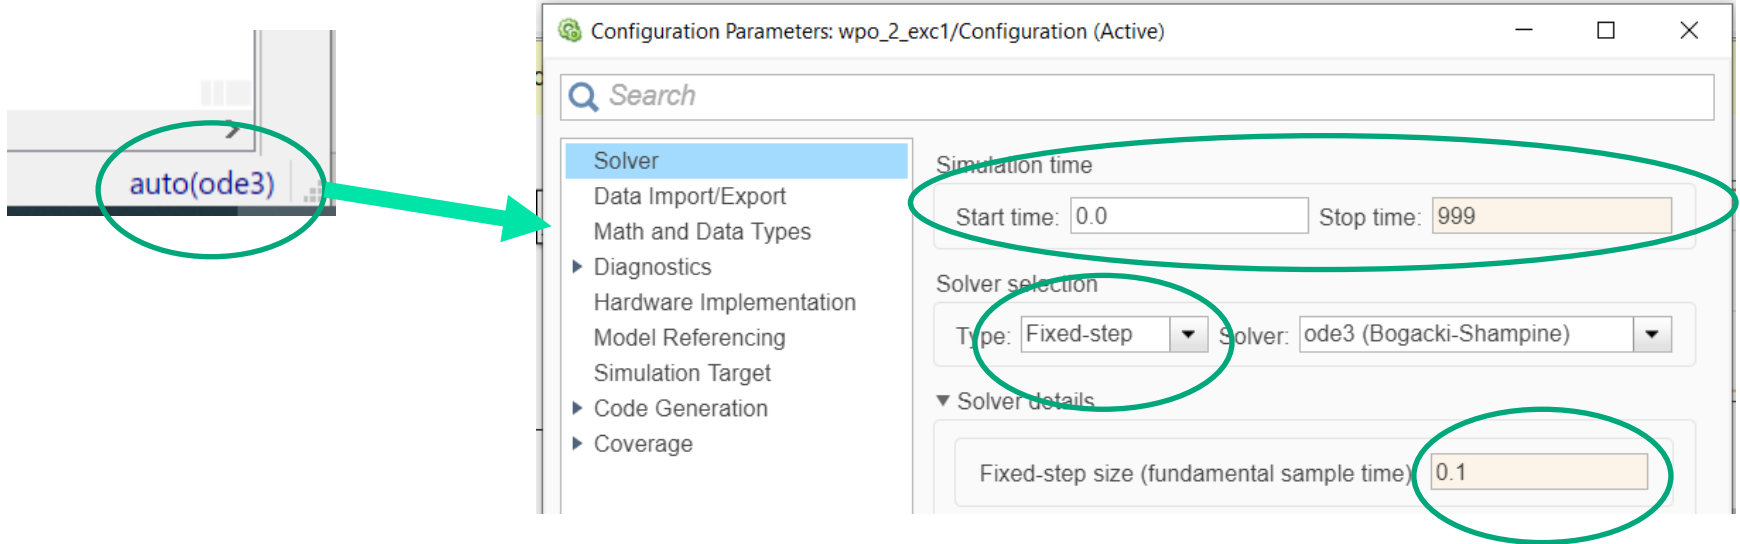 auto(ode3)
Configuration Parameters: wpo_2_exc1/Configuration (Active)
Search
Solver
Data Import/Export
Math and Data Types
Diagnostics
Hardware Implementation
Model Referencing
Simulation Target
Code Generation
Coverage
Simulation time
Start time: 0.0 Stop time: 999
Solver selection
Type: Fixed-step Solver: ode3 (Bogacki-Shampine)
Solver details
Fixed-step size (fundamental sample time) 0.1